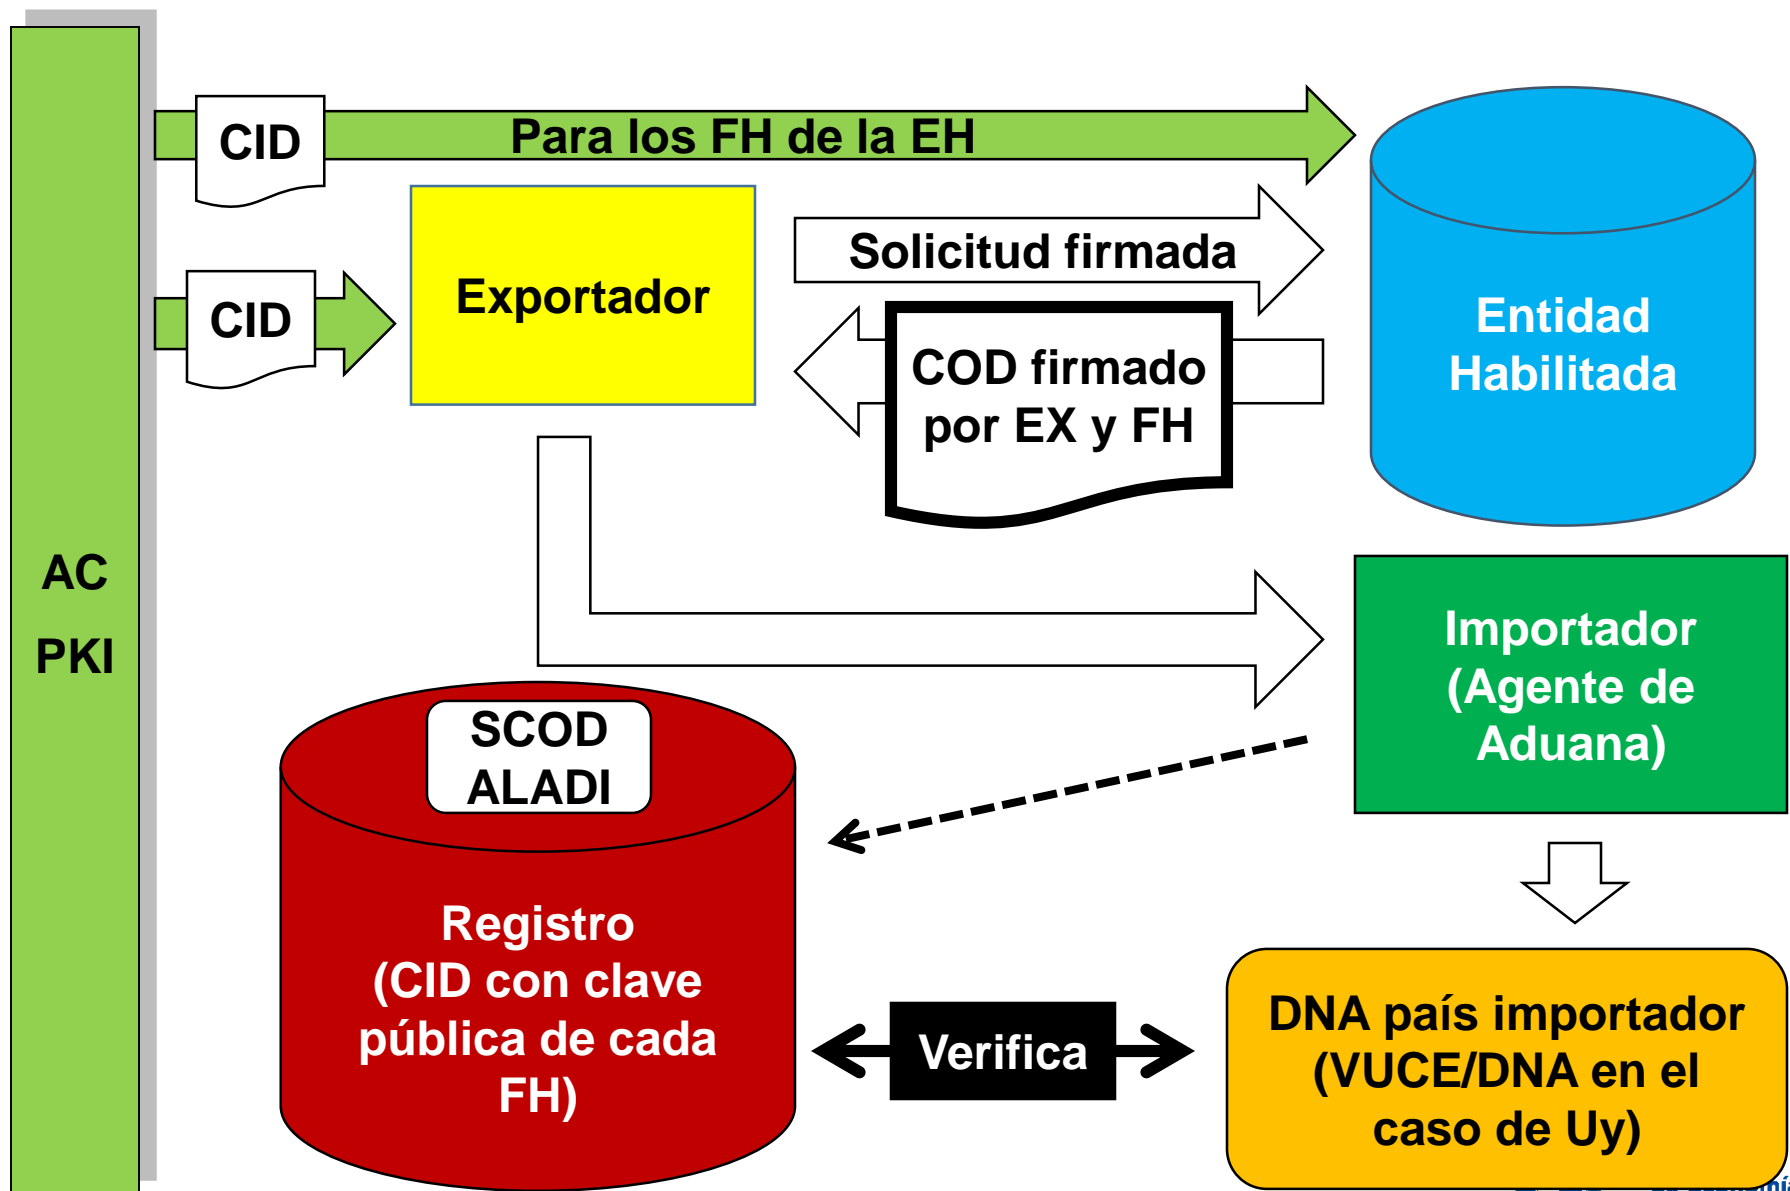 CID
Para los FH de la EH
Exportador
Solicitud firmada
CID
COD firmado
por EX y FH
Entidad
Habilitada
AC
PKI
Importador
(Agente de
Aduana)
SCOD
ALADI
Registro
(CID con clave
pública de cada
FH)
Verifica
DNA país importador
(VUCE/DNA en el
caso de Uy)